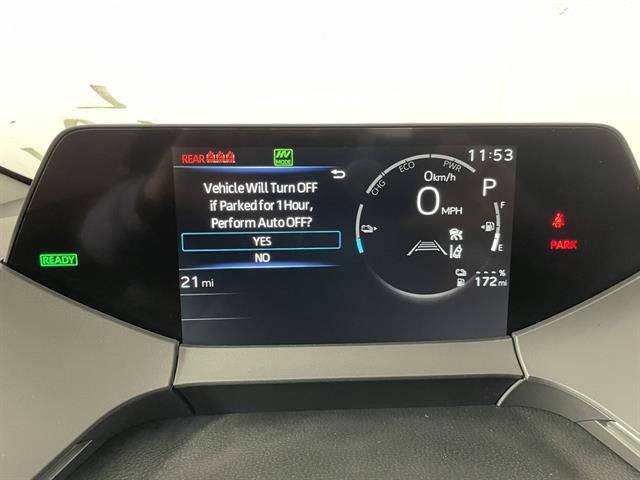 REAR
HV
MODE
11:53
Vehicle Will Turn OFF
if Parked for 1 Hour,
Perform Auto OFF?
YES
NO
CHG ECO PWR
0 km/h
0 MPH
P
F
E
READY
PARK
21 mi
--- %
172 mi